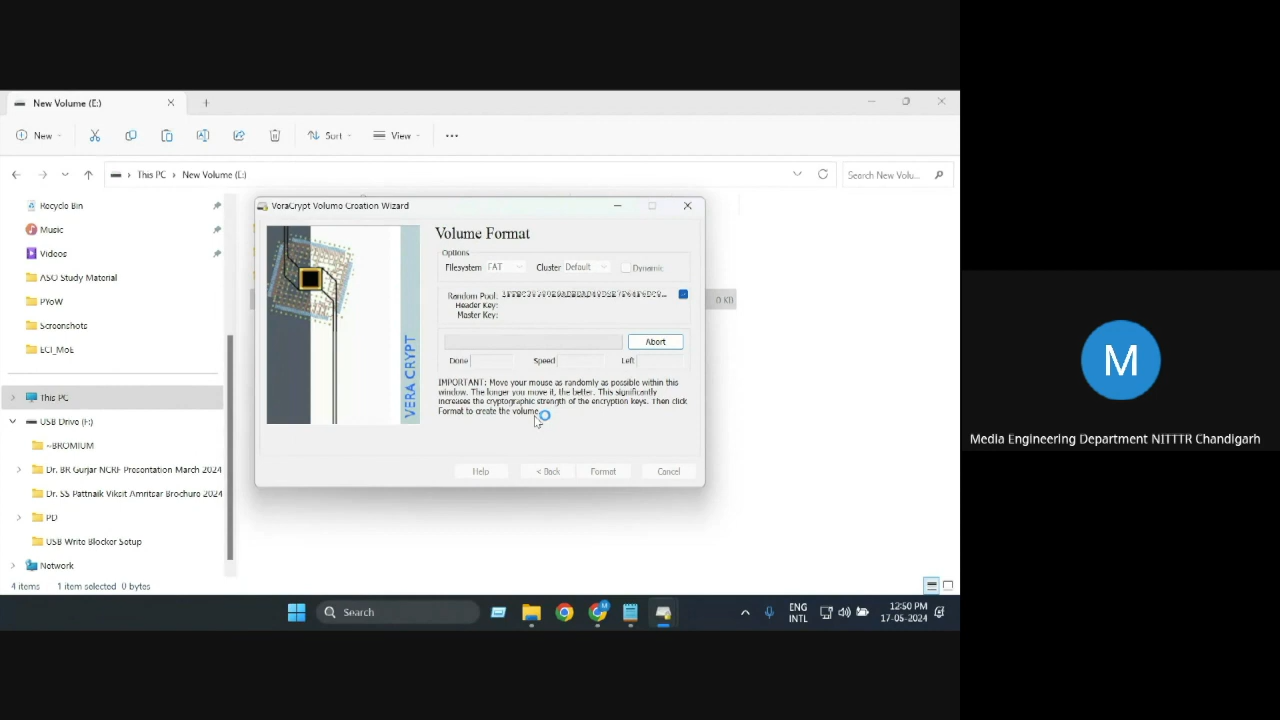 New Volume (E:)
New
Sort
View
This PC > New Volume (E:)
Search New Volu...
Recycle Bin
Music
Videos
ASO Study Material
PYoW
Screenshots
ECI_MoE
This PC
USB Drive (F:)
~BROMIUM
Dr. BR Gurjar NCRF Presentation March 2024
Dr. SS Pattnaik Viksit Amritsar Brochure 2024
PD
USB Write Blocker Setup
Network
4 items 1 item selected 0 bytes
0 KB
VeraCrypt Volume Creation Wizard
VERA CRYPT
Volume Format
Options
Filesystem FAT Cluster Default Dynamic
Random Pool:
Header Key:
Master Key:
Abort
Done Speed Left
IMPORTANT: Move your mouse as randomly as possible within this
window. The longer you move it, the better. This significantly
increases the cryptographic strength of the encryption keys. Then click
Format to create the volume.
Help < Back Format Cancel
Search
ENG
INTL
12:50 PM
17-05-2024
M
Media Engineering Department NITTTR Chandigarh